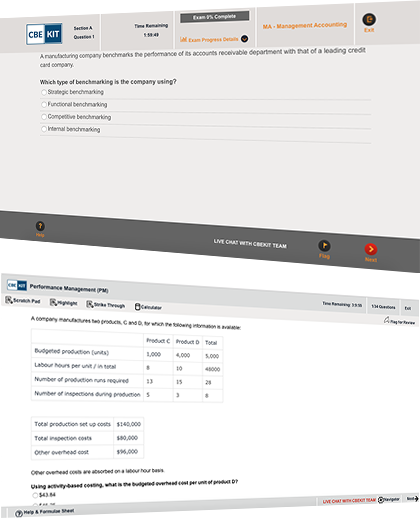 CBE KIT
Section A
Question 1
Time Remaining
1:59:49
Exam 0% Complete
Exam Progress Details
MA - Management Accounting
Exit
A manufacturing company benchmarks the performance of its accounts receivable department with that of a leading credit
card company.
Which type of benchmarking is the company using?
Strategic benchmarking
Functional benchmarking
Competitive benchmarking
Internal benchmarking
Help
LIVE CHAT WITH CBEKIT TEAM
Flag
Next
CBE KIT Performance Management (PM)
Time Remaining: 3:9:56
1/34 Questions
Exit
Scratch Pad Highlight Strike Through Calculator
Flag for Review
A company manufactures two products, C and D, for which the following information is available:
Product C Product D Total
Budgeted production (units) 1,000 4,000 5,000
Labour hours per unit / in total 8 10 48000
Number of production runs required 13 15 28
Number of inspections during production 5 3 8
Total production set up costs $140,000
Total inspection costs $80,000
Other overhead cost $96,000
Other overhead costs are absorbed on a labour hour basis.
Using activity-based costing, what is the budgeted overhead cost per unit of product D?
$43.84
Help & Formulae Sheet
LIVE CHAT WITH CBEKIT TEAM Navigator Next